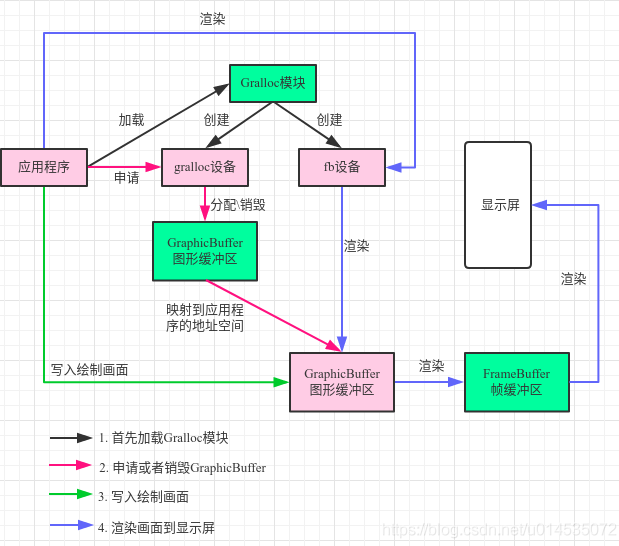 渲染
Gralloc模块
加载
创建
创建
应用程序
申请
gralloc设备
fb设备
显示屏
分配\销毁
GraphicBuffer
图形缓冲区
渲染
渲染
映射到应用程
序的地址空间
写入绘制画面
GraphicBuffer
图形缓冲区
渲染
FrameBuffer
帧缓冲区
1. 首先加载Gralloc模块
2. 申请或者销毁GraphicBuffer
3. 写入绘制画面
4. 渲染画面到显示屏
https://blog.csdn.net/u014535072